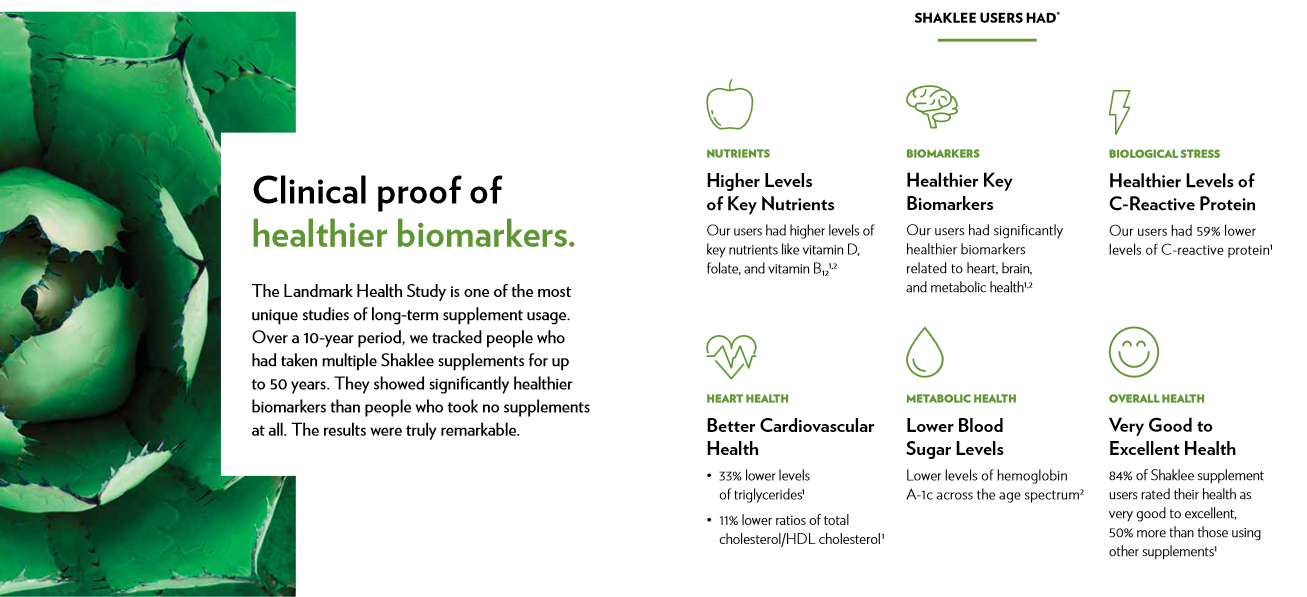 Clinical proof of
healthier biomarkers.
The Landmark Health Study is one of the most
unique studies of long-term supplement usage.
Over a 10-year period, we tracked people who
had taken multiple Shaklee supplements for up
to 50 years. They showed significantly healthier
biomarkers than people who took no supplements
at all. The results were truly remarkable.
SHAKLEE USERS HAD*
NUTRIENTS
Higher Levels
of Key Nutrients
Our users had higher levels of
key nutrients like vitamin D,
folate, and vitamin B₁₂¹,²
BIOMARKERS
Healthier Key
Biomarkers
Our users had significantly
healthier biomarkers
related to heart, brain,
and metabolic health¹,²
BIOLOGICAL STRESS
Healthier Levels of
C-Reactive Protein
Our users had 59% lower
levels of C-reactive protein¹
HEART HEALTH
Better Cardiovascular
Health
• 33% lower levels
of triglycerides¹
• 11% lower ratios of total
cholesterol/HDL cholesterol¹
METABOLIC HEALTH
Lower Blood
Sugar Levels
Lower levels of hemoglobin
A-1c across the age spectrum²
OVERALL HEALTH
Very Good to
Excellent Health
84% of Shaklee supplement
users rated their health as
very good to excellent,
50% more than those using
other supplements¹